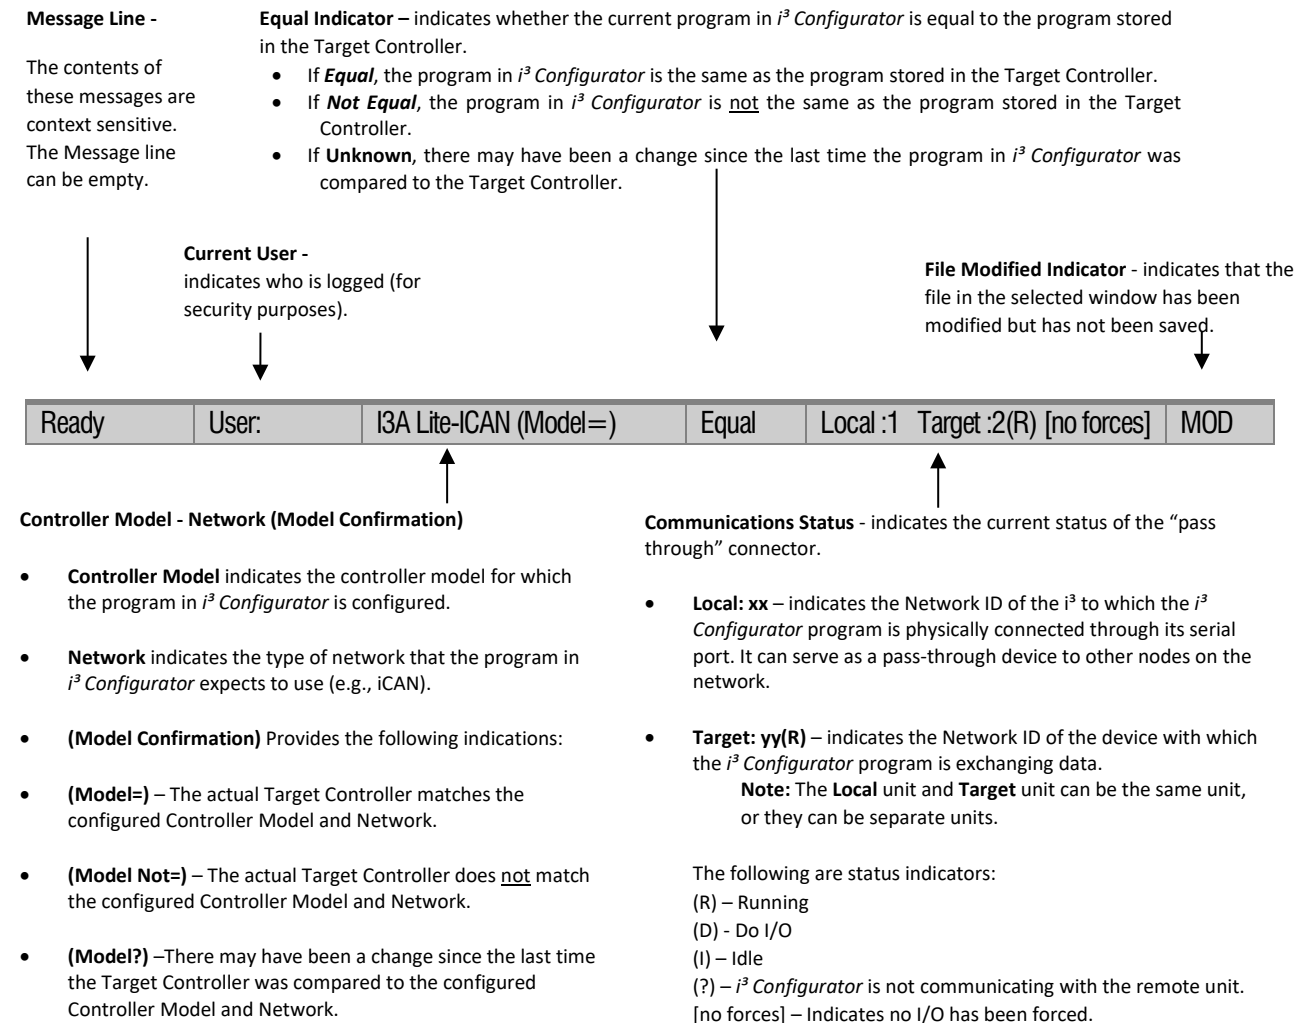 Message Line -
The contents of
these messages are
context sensitive.
The Message line
can be empty.
Equal Indicator – indicates whether the current program in i³ Configurator is equal to the program stored
in the Target Controller.
• If Equal, the program in i³ Configurator is the same as the program stored in the Target Controller.
• If Not Equal, the program in i³ Configurator is not the same as the program stored in the Target
Controller.
• If Unknown, there may have been a change since the last time the program in i³ Configurator was
compared to the Target Controller.
Current User -
indicates who is logged (for
security purposes).
File Modified Indicator - indicates that the
file in the selected window has been
modified but has not been saved.
Ready User: I3A Lite-ICAN (Model=) Equal Local :1 Target :2(R) [no forces] MOD
Controller Model - Network (Model Confirmation)
• Controller Model indicates the controller model for which
the program in i³ Configurator is configured.
• Network indicates the type of network that the program in
i³ Configurator expects to use (e.g., iCAN).
• (Model Confirmation) Provides the following indications:
• (Model=) – The actual Target Controller matches the
configured Controller Model and Network.
• (Model Not=) – The actual Target Controller does not match
the configured Controller Model and Network.
• (Model?) –There may have been a change since the last time
the Target Controller was compared to the configured
Controller Model and Network.
Communications Status - indicates the current status of the “pass
through” connector.
• Local: xx – indicates the Network ID of the i³ to which the i³
Configurator program is physically connected through its serial
port. It can serve as a pass-through device to other nodes on the
network.
• Target: yy(R) – indicates the Network ID of the device with which
the i³ Configurator program is exchanging data.
Note: The Local unit and Target unit can be the same unit,
or they can be separate units.
The following are status indicators:
(R) – Running
(D) - Do I/O
(I) – Idle
(?) – i³ Configurator is not communicating with the remote unit.
[no forces] – Indicates no I/O has been forced.